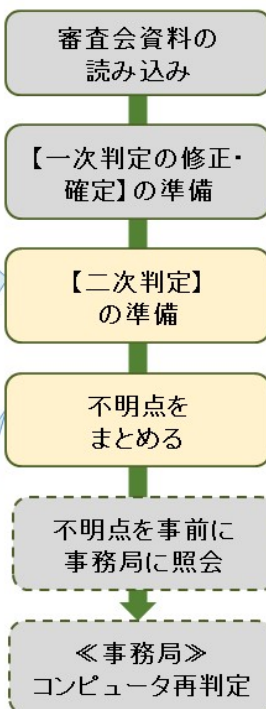 審査会資料の
読み込み
【一次判定の修正・
確定】の準備
【二次判定】
の準備
不明点を
まとめる
不明点を事前に
事務局に照会
≪事務局≫
コンピュータ再判定